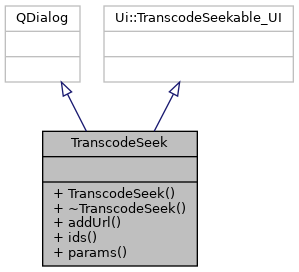 QDialog
Ui::TranscodeSeekable_UI
TranscodeSeek
+ TranscodeSeek()
+ ~TranscodeSeek()
+ addUrl()
+ ids()
+ params()